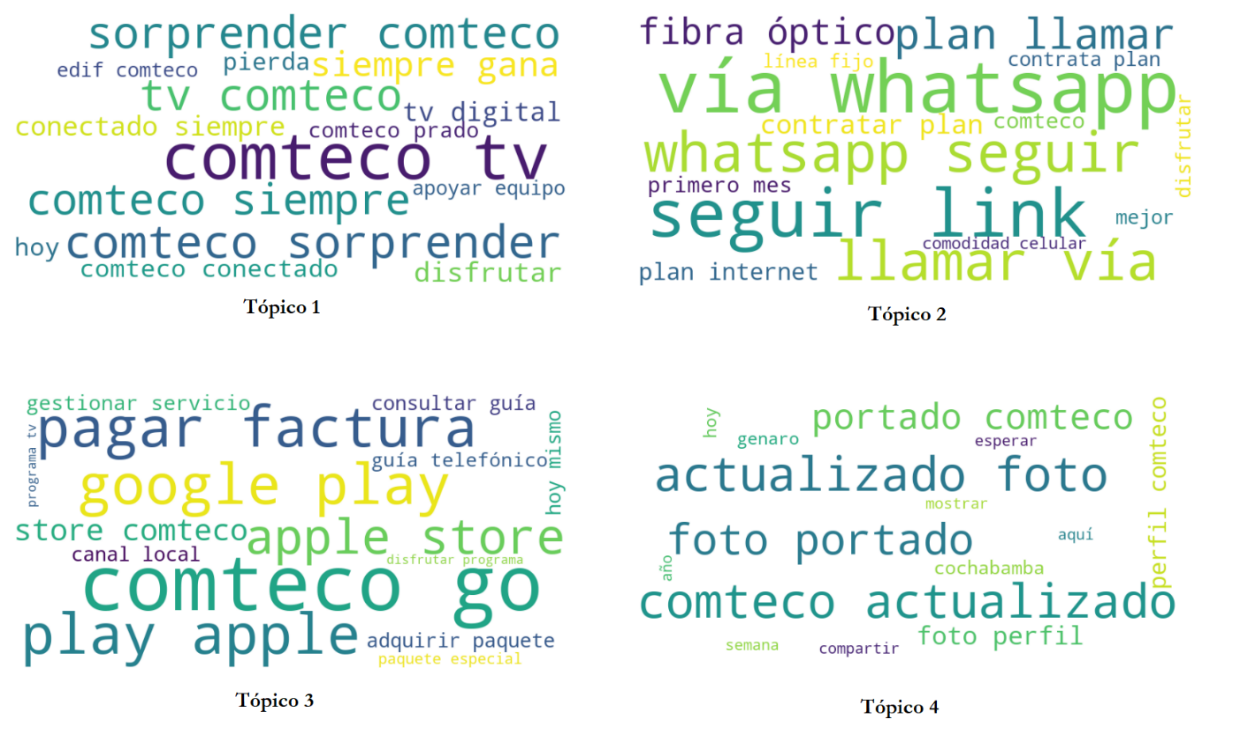 sorprender comteco
edif comteco
pierda
siempre gana
tv comteco
tv digital
conectado siempre
comteco prado
comteco tv
comteco siempre
apoyar equipo
hoy
comteco sorprender
comteco conectado
disfrutar
Tópico 1
fibra óptico
plan llamar
línea fijo
contrata plan
vía whatsapp
disfrutar
contratar plan
comteco
whatsapp seguir
primero mes
seguir link
mejor
comodidad celular
plan internet
llamar vía
Tópico 2
gestionar servicio
consultar guía
programa tv
pagar factura
hoy mismo
guía telefónico
google play
store comteco
apple store
canal local
disfrutar programa
comteco go
play apple
adquirir paquete
paquete especial
Tópico 3
hoy
portado comteco
perfil comteco
genaro
esperar
actualizado foto
mostrar
foto portado
aquí
año
cochabamba
comteco actualizado
foto perfil
semana
compartir
Tópico 4